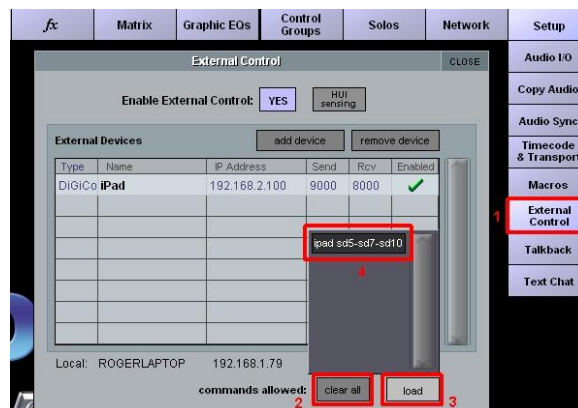 fx Matrix Graphic EQs Control Groups Solos Network Setup
External Control CLOSE
Audio I/O
Enable External Control: YES HUI sensing
Copy Audio
Audio Sync
External Devices add device remove device
Timecode & Transport
Type Name IP Address Send Rcv Enabled
DiGiCo iPad 192.168.2.100 9000 8000
Macros
1 External Control
ipad sd5-sd7-sd10
Talkback
4
Text Chat
Local: ROGERLAPTOP 192.168.1.79
commands allowed: clear all load
2 3